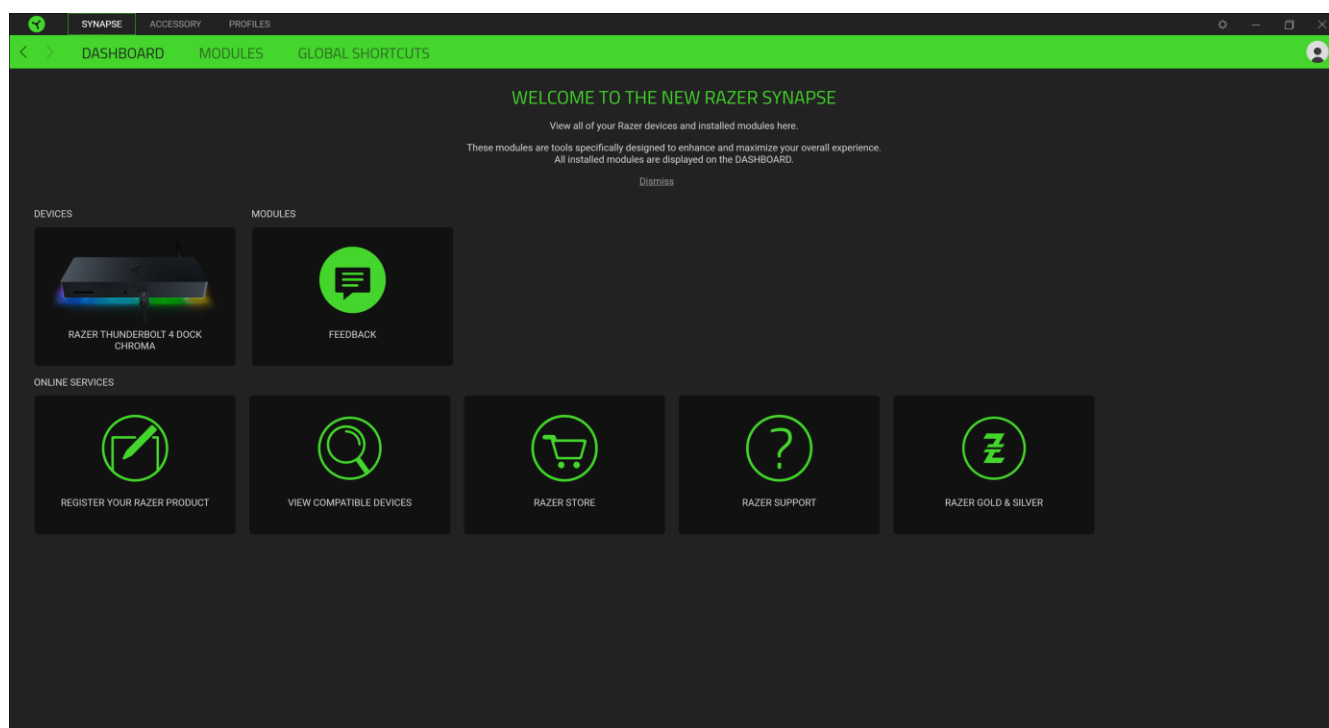 SYNAPSE ACCESSORY PROFILES
DASHBOARD MODULES GLOBAL SHORTCUTS
WELCOME TO THE NEW RAZER SYNAPSE
View all of your Razer devices and installed modules here.
These modules are tools specifically designed to enhance and maximize your overall experience.
All installed modules are displayed on the DASHBOARD.
Dismiss
DEVICES MODULES
RAZER THUNDERBOLT 4 DOCK
CHROMA
FEEDBACK
ONLINE SERVICES
REGISTER YOUR RAZER PRODUCT
VIEW COMPATIBLE DEVICES
RAZER STORE
RAZER SUPPORT
RAZER GOLD & SILVER